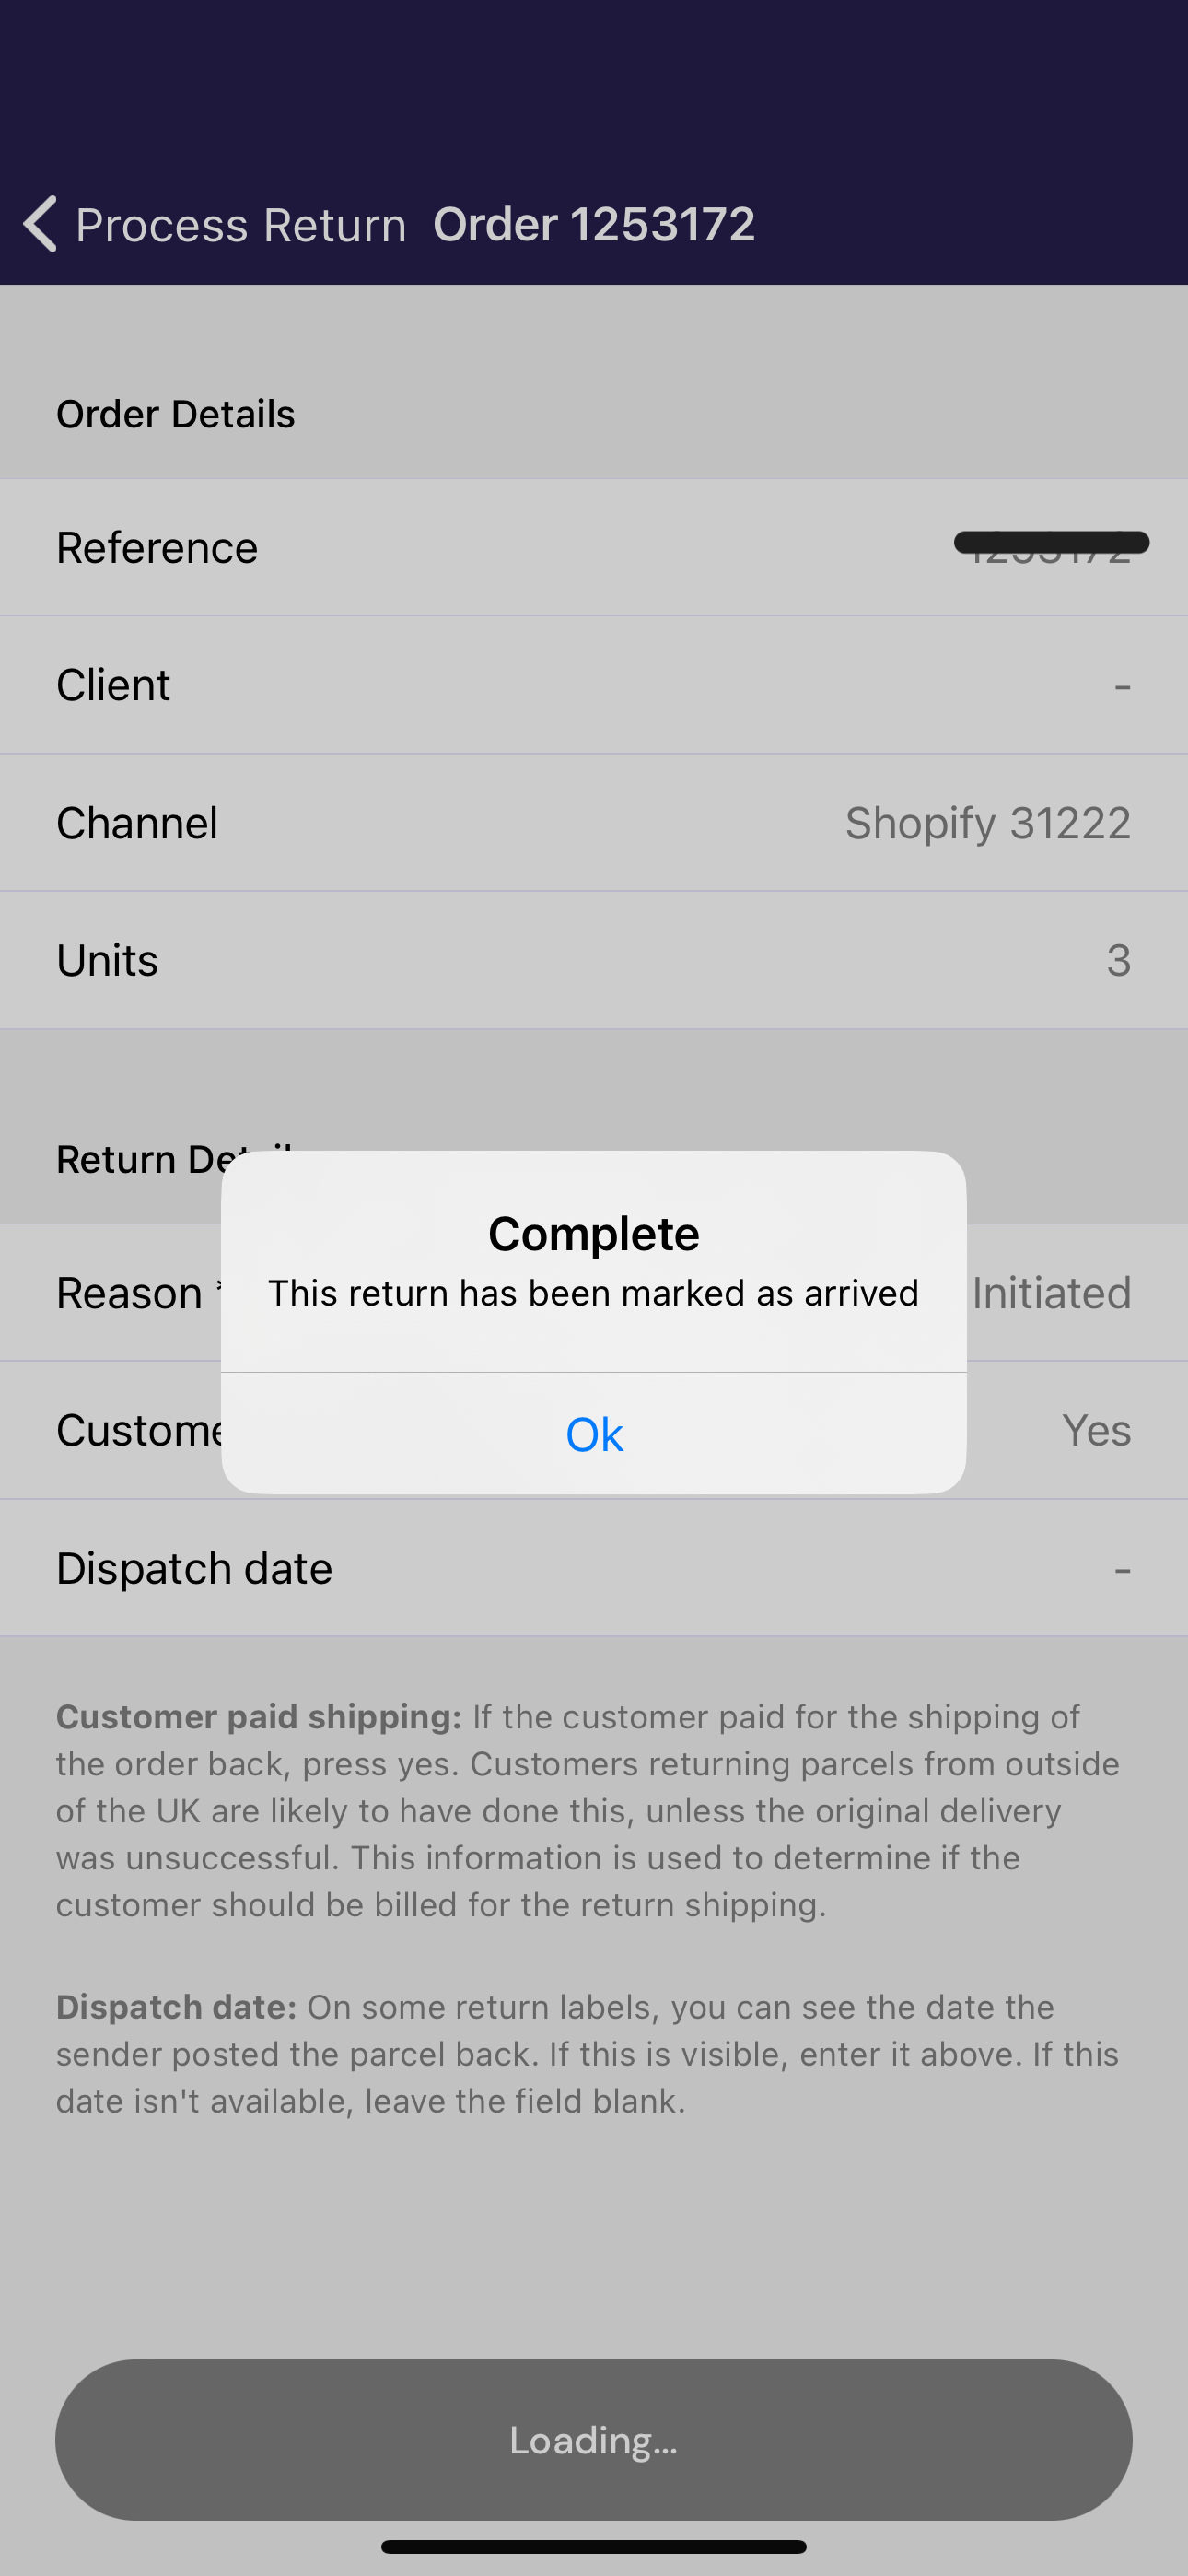 Process Return Order 1253172
Order Details
Reference
Client -
Channel Shopify 31222
Units 3
Return
Reason * Initiated
Yes
Complete
This return has been marked as arrived
Ok
Dispatch date -
Customer paid shipping: If the customer paid for the shipping of
the order back, press yes. Customers returning parcels from outside
of the UK are likely to have done this, unless the original delivery
was unsuccessful. This information is used to determine if the
customer should be billed for the return shipping.
Dispatch date: On some return labels, you can see the date the
sender posted the parcel back. If this is visible, enter it above. If this
date isn't available, leave the field blank.
Loading...